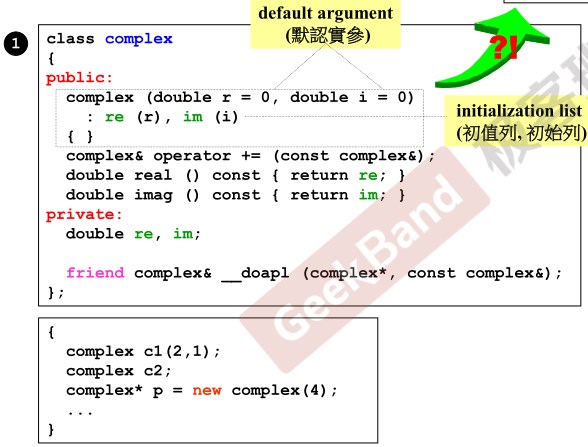 default argument
(默認實參)
?!
1
class complex
{
public:
complex (double r = 0, double i = 0)
: re (r), im (i)
{ }
initialization list
(初值列, 初始列)
complex& operator += (const complex&);
double real () const { return re; }
double imag () const { return im; }
private:
double re, im;
friend complex& __doapl (complex*, const complex&);
};
{
complex c1(2,1);
complex c2;
complex* p = new complex(4);
...
}
GeekBand
极客